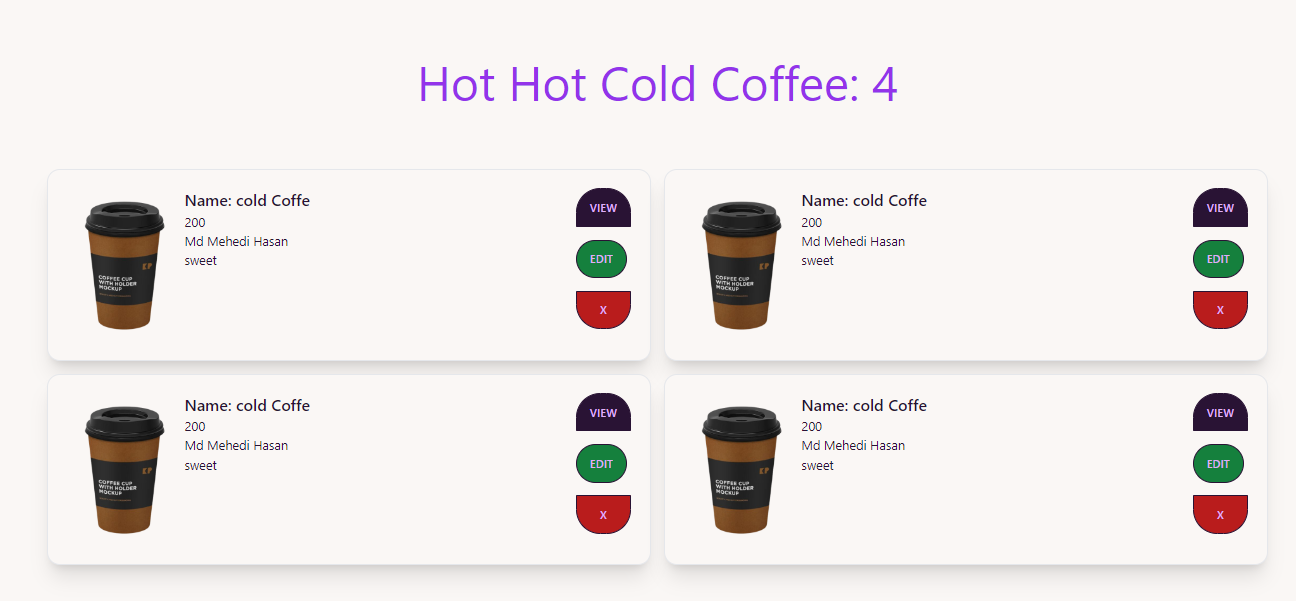 Hot Hot Cold Coffee: 4
Name: cold Coffe
200
Md Mehedi Hasan
sweet
VIEW
EDIT
X
COFFEE CUP
WITH HOLDER
MOCKUP
Name: cold Coffe
200
Md Mehedi Hasan
sweet
VIEW
EDIT
X
COFFEE CUP
WITH HOLDER
MOCKUP
Name: cold Coffe
200
Md Mehedi Hasan
sweet
VIEW
EDIT
X
COFFEE CUP
WITH HOLDER
MOCKUP
Name: cold Coffe
200
Md Mehedi Hasan
sweet
VIEW
EDIT
X
COFFEE CUP
WITH HOLDER
MOCKUP